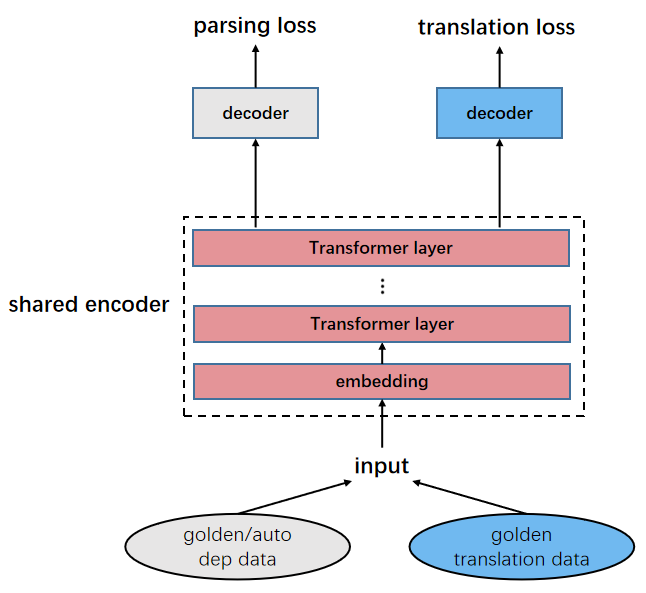 parsing loss
translation loss
decoder
decoder
Transformer layer
shared encoder
Transformer layer
embedding
input
golden/auto
dep data
golden
translation data